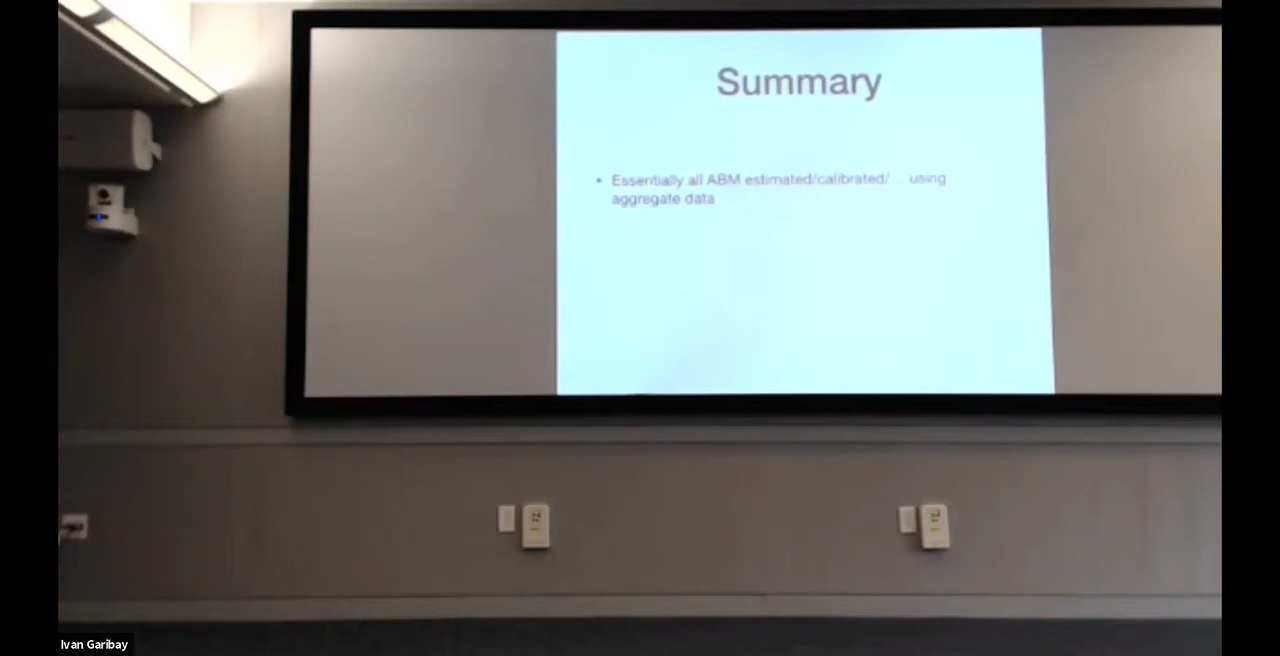 Summary
• Essentially all ABM estimated/calibrated/... using
aggregate data
Ivan Garibay